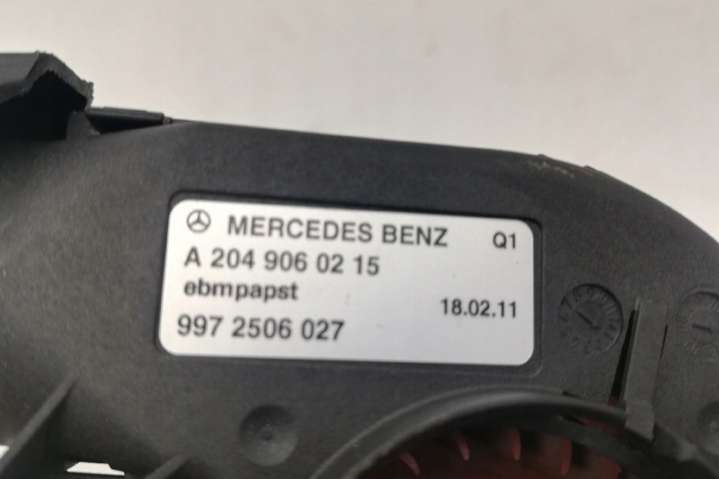 MERCEDES BENZ Q1
A 204 906 02 15
ebmpapst 18.02.11
997 2506 027